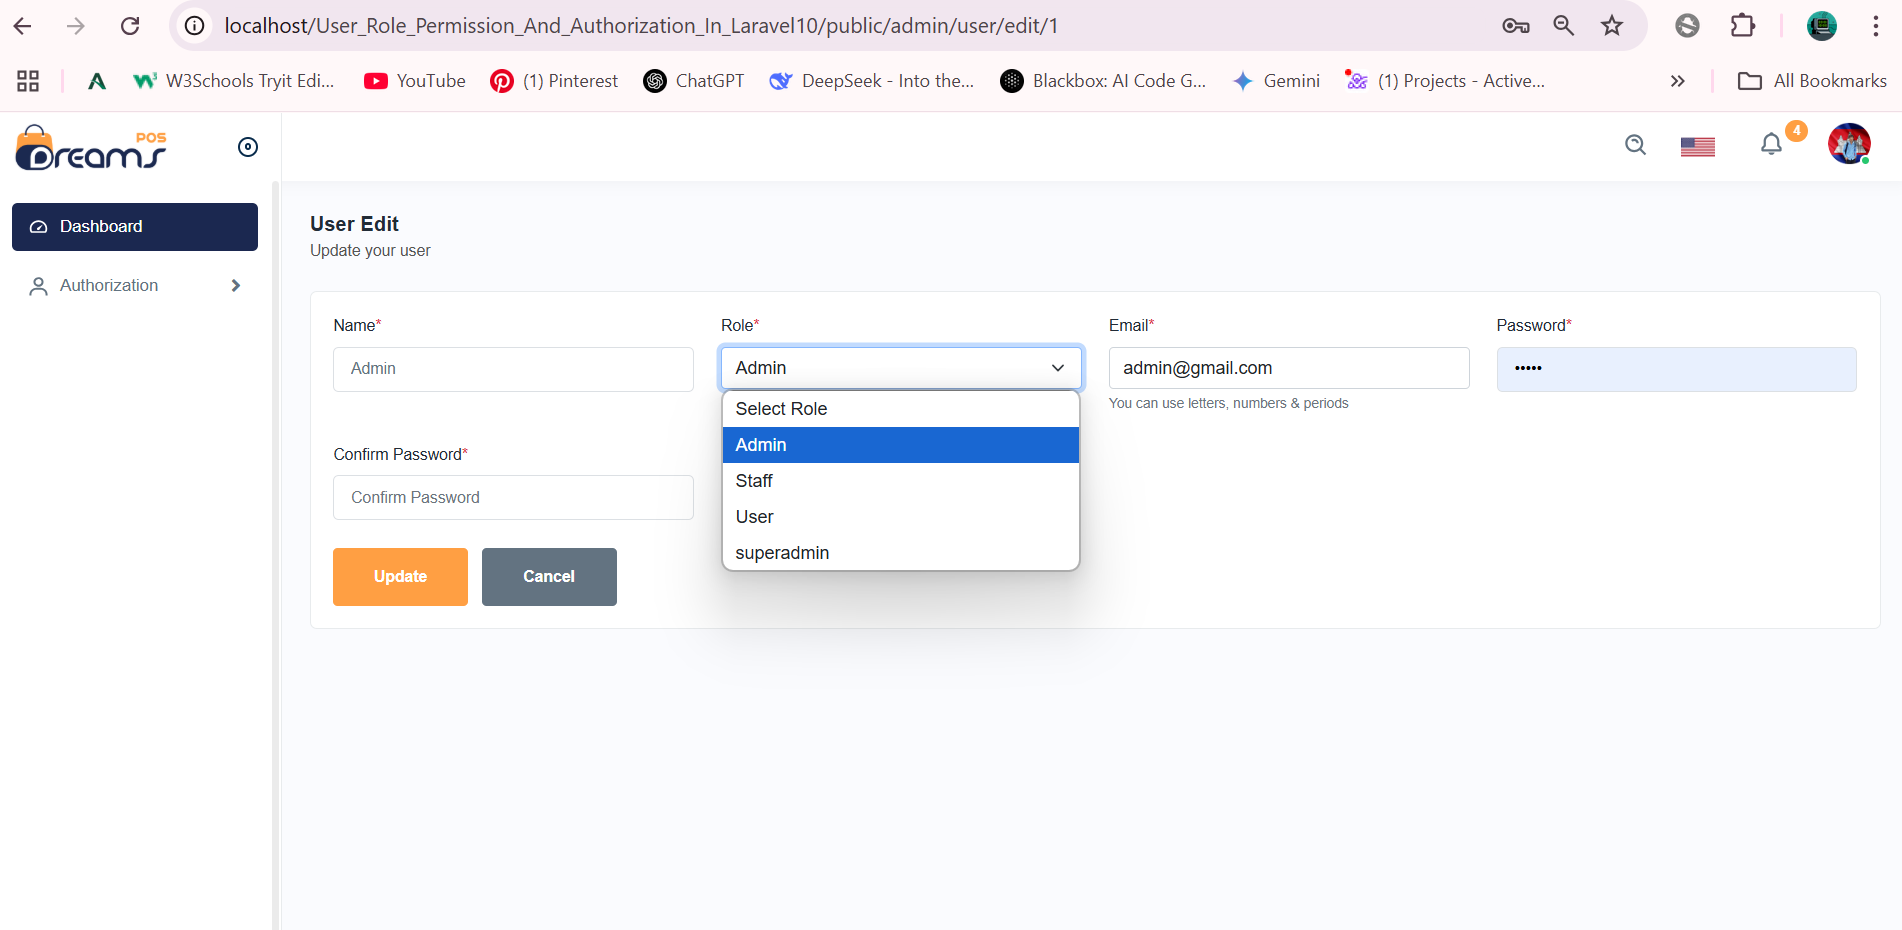 localhost/User_Role_Permission_And_Authorization_In_Laravel10/public/admin/user/edit/1
W3Schools Tryit Edi... YouTube (1) Pinterest ChatGPT DeepSeek - Into the... Blackbox: AI Code G... Gemini (1) Projects - Active... All Bookmarks
DreamS POS
4
Dashboard
Authorization
User Edit
Update your user
Name* Role* Email* Password*
Admin Admin admin@gmail.com •••••
You can use letters, numbers & periods
Select Role
Admin
Staff
User
superadmin
Confirm Password*
Confirm Password
Update Cancel